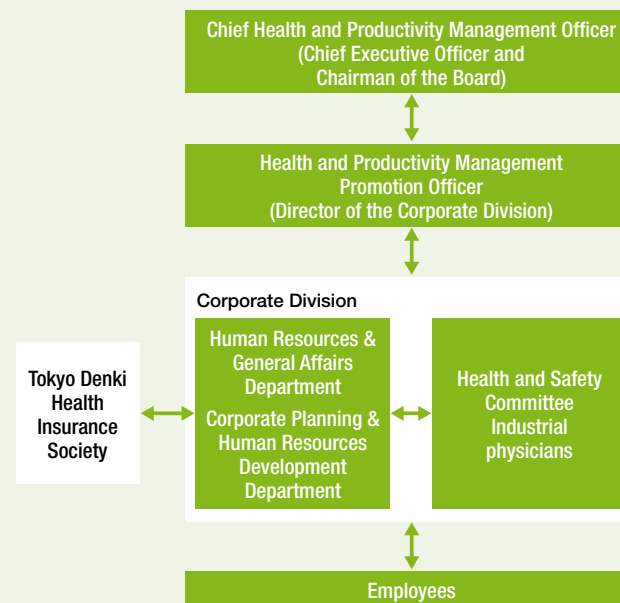 Chief Health and Productivity Management Officer
(Chief Executive Officer and
Chairman of the Board)
Health and Productivity Management
Promotion Officer
(Director of the Corporate Division)
Corporate Division
Tokyo Denki
Health
Insurance
Society
Human Resources &
General Affairs
Department
Corporate Planning &
Human Resources
Development
Department
Health and Safety
Committee
Industrial
physicians
Employees